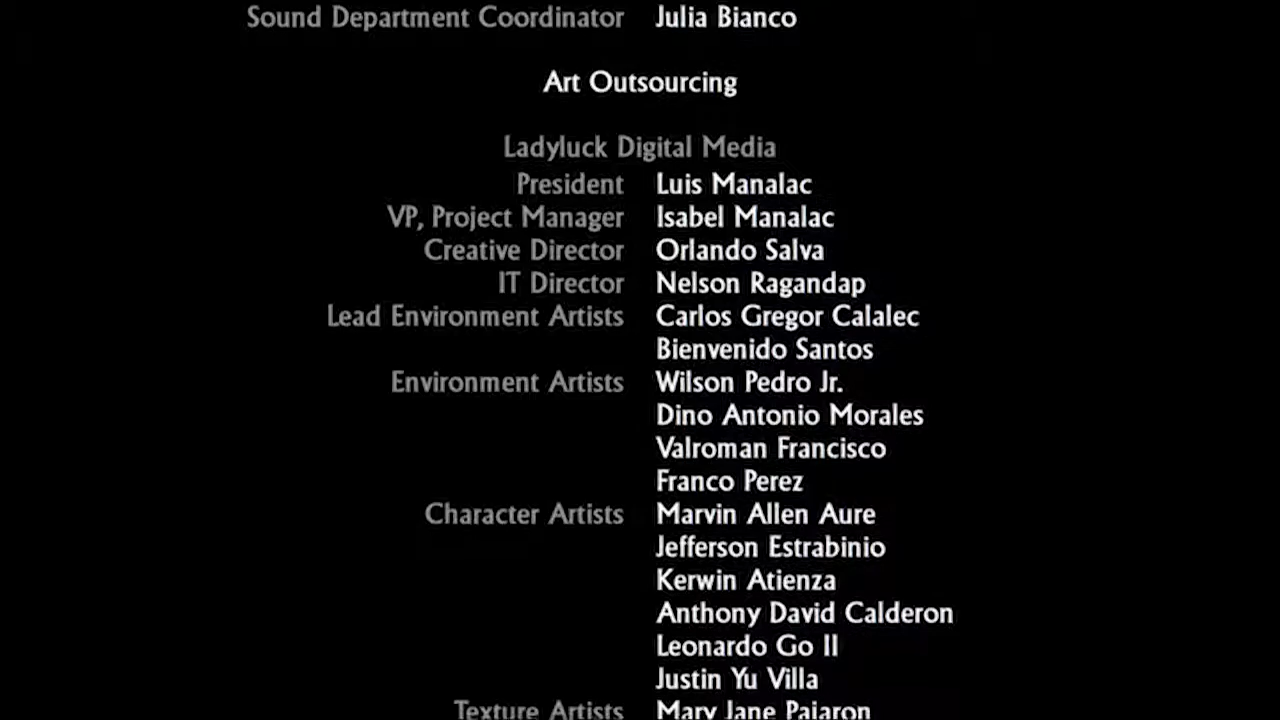 Sound Department Coordinator Julia Bianco
Art Outsourcing
Ladyluck Digital Media
President Luis Manalac
VP, Project Manager Isabel Manalac
Creative Director Orlando Salva
IT Director Nelson Ragandap
Lead Environment Artists Carlos Gregor Calalec
Bienvenido Santos
Environment Artists Wilson Pedro Jr.
Dino Antonio Morales
Valroman Francisco
Franco Perez
Character Artists Marvin Allen Aure
Jefferson Estrabinio
Kerwin Atienza
Anthony David Calderon
Leonardo Go II
Justin Yu Villa
Texture Artists Mary Jane Pajaron